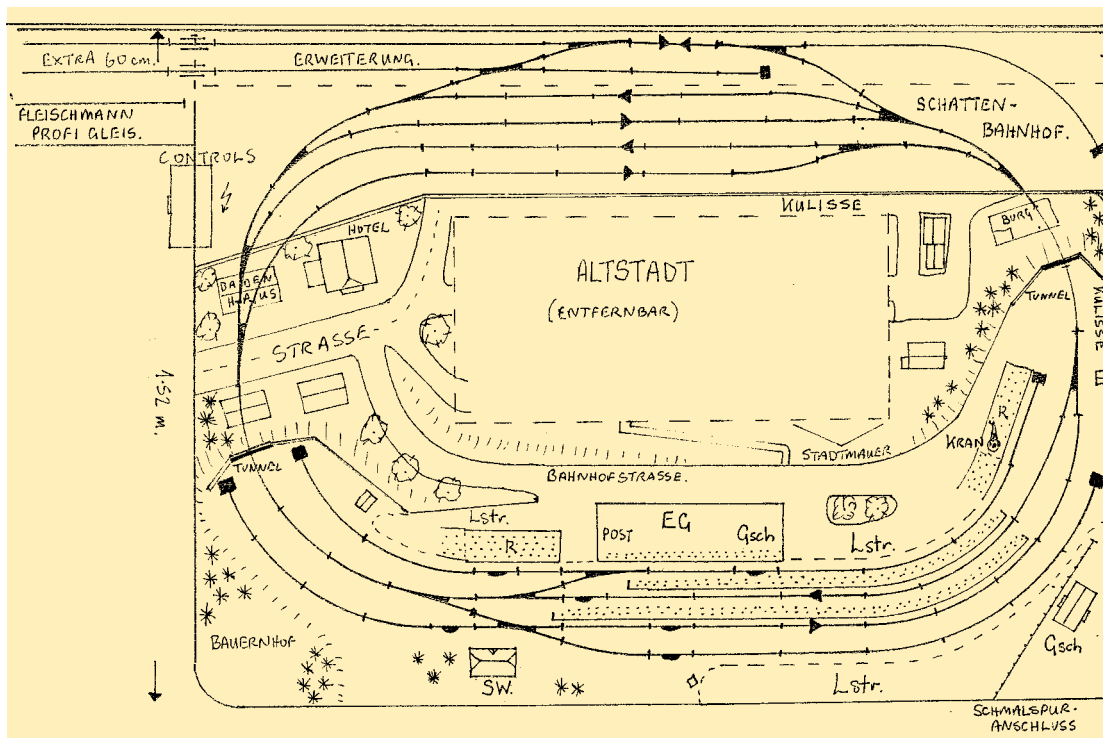 EXTRA 60 cm.
ERWEITERUNG.
FLEISCHMANN
PROFI GLEIS.
SCHATTEN-
BAHNHOF.
CONTROLS
KULISSE
BURG
HOTEL
BADEN
HAUS
ALTSTADT
(ENTFERNBAR)
TUNNEL
KULISSE
STRASSE
1.52 m.
R
KRAN
STADTMAUER
TUNNEL
BAHNHOFSTRASSE.
Lstr.
R
POST
EG
Gsch
Lstr
BAUERNHOF
SW.
Gsch
Lstr.
SCHMALSPUR-
ANSCHLUSS